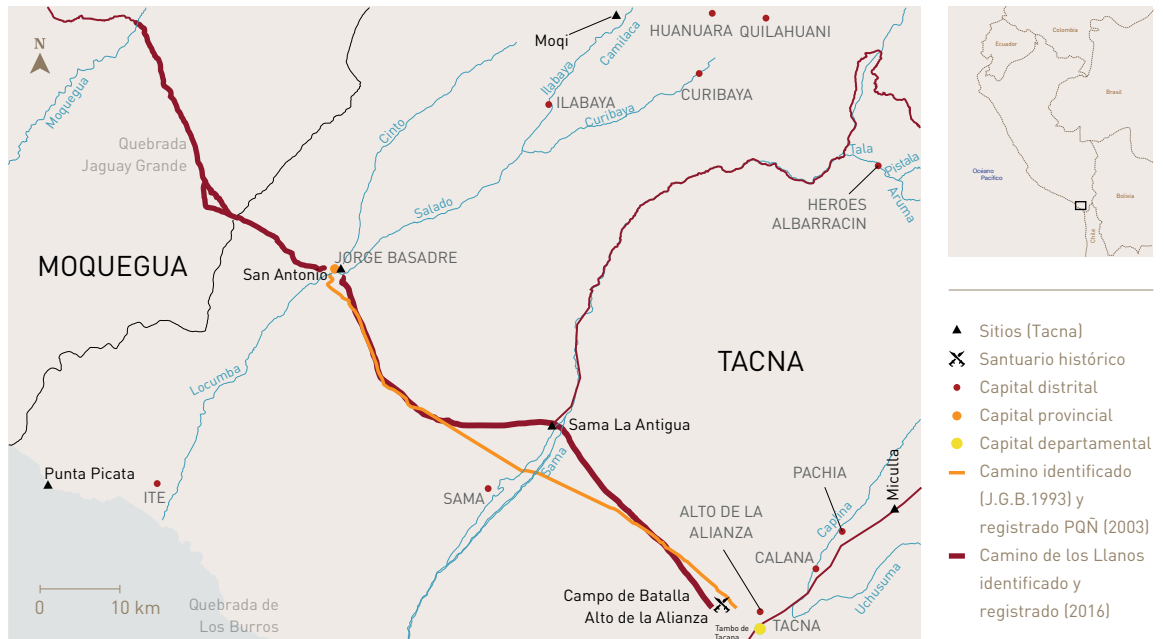 N
Moquegua
Quebrada
Jaguay Grande
MOQUEGUA
San Antonio
JORGE BASADRE
Cinto
Salado
Locumba
Moqi
Ilabaya
Camilaca
ILABAYA
Curibaya
CURIBAYA
HUANUARA
QUILAHUANI
Tala
Pistala
Aruma
HEROES
ALBARRACIN
TACNA
Sama La Antigua
Sama
SAMA
Punta Picata
ITE
0
10 km
Quebrada de
Los Burros
Campo de Batalla
Alto de la Alianza
ALTO DE LA
ALIANZA
PACHIA
CALANA
Caplina
Miculla
Uchusuma
Tambo de
Tacana
TACNA
Ecuador
Colombia
Brasil
Océano
Pacífico
Bolivia
Chile
Sitios (Tacna)
Santuario histórico
Capital distrital
Capital provincial
Capital departamental
Camino identificado
(J.G.B.1993) y
registrado PQÑ (2003)
Camino de los Llanos
identificado y
registrado (2016)